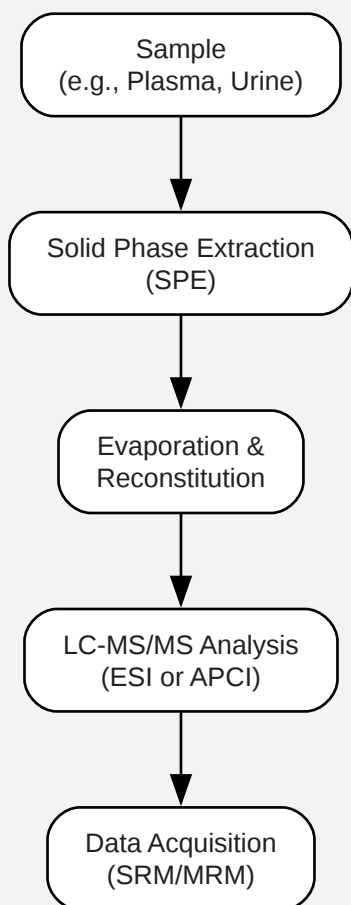 Sample
(e.g., Plasma, Urine)
Solid Phase Extraction
(SPE)
Evaporation &
Reconstitution
LC-MS/MS Analysis
(ESI or APCI)
Data Acquisition
(SRM/MRM)